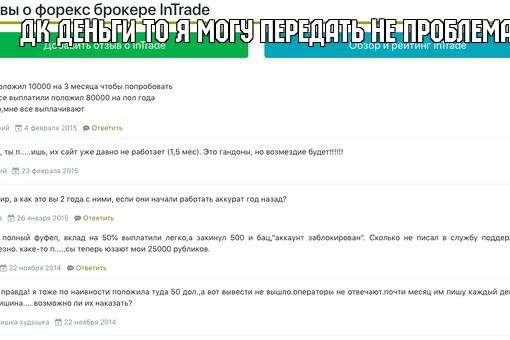 вы о форекс брокере InTrade
ДК ДЕНЬГИ ТО Я МОГУ ПЕРЕДАТЬ НЕ ПРОБЛЕМА
Добавить отзыв о InTrade
Обзор и рейтинг InTrade
оложил 10000 на 3 месяца чтобы попробовать
се выплатили положил 80000 на пол года
о,мне все выплачивают
рий 4 февраля 2015 Ответить
, ты п.....ишь, их сайт уже давно не работает (1,5 мес). Это гандоны, но возмездие будет!!!!!!
ий 23 февраля 2015
ир, а как это вы 2 года с ними, если они начали работать аккурат год назад?
а 26 января 2015 Ответить
полный фуфел, вклад на 50% выплатили легко,а закинул 500 и бац,"аккаунт заблокирован". Сколько не писал в службу поддер
езно. каке-то п.....сы теперь юзают мои 25000 рубликов.
22 ноября 2014 Ответить
правда! я тоже по наивности положила туда 50 дол.,а вот вывести не вышло.операторы не отвечают.почти месяц им пишу каждый де
ишина.... возможно ли их наказать?
ишка худышка 22 ноября 2014